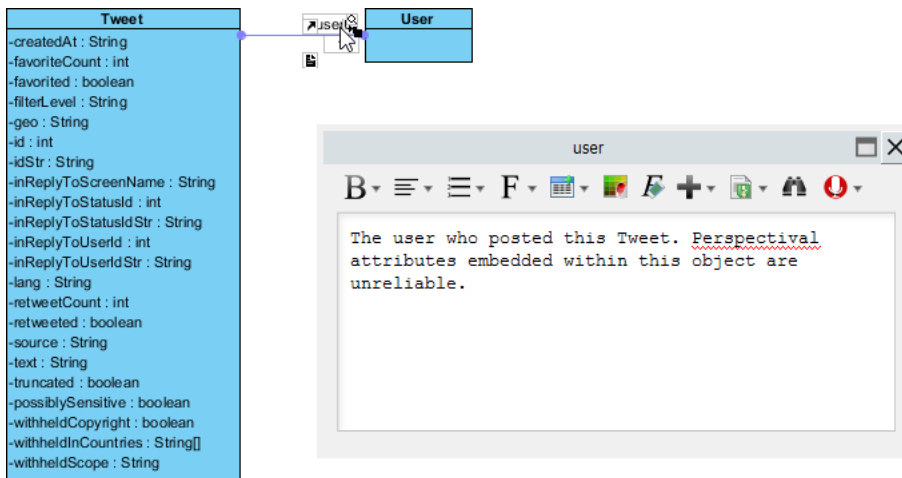 Tweet
-createdAt : String
-favoriteCount : int
-favorited : boolean
-filterLevel : String
-geo : String
-id : int
-idStr : String
-inReplyToScreenName : String
-inReplyToStatusId : int
-inReplyToStatusIdStr : String
-inReplyToUserId : int
-inReplyToUserIdStr : String
-lang : String
-retweetCount : int
-retweeted : boolean
-source : String
-text : String
-truncated : boolean
-possiblySensitive : boolean
-withheldCopyright : boolean
-withheldInCountries : String[]
-withheldScope : String
User
user
The user who posted this Tweet. Perspectival
attributes embedded within this object are
unreliable.